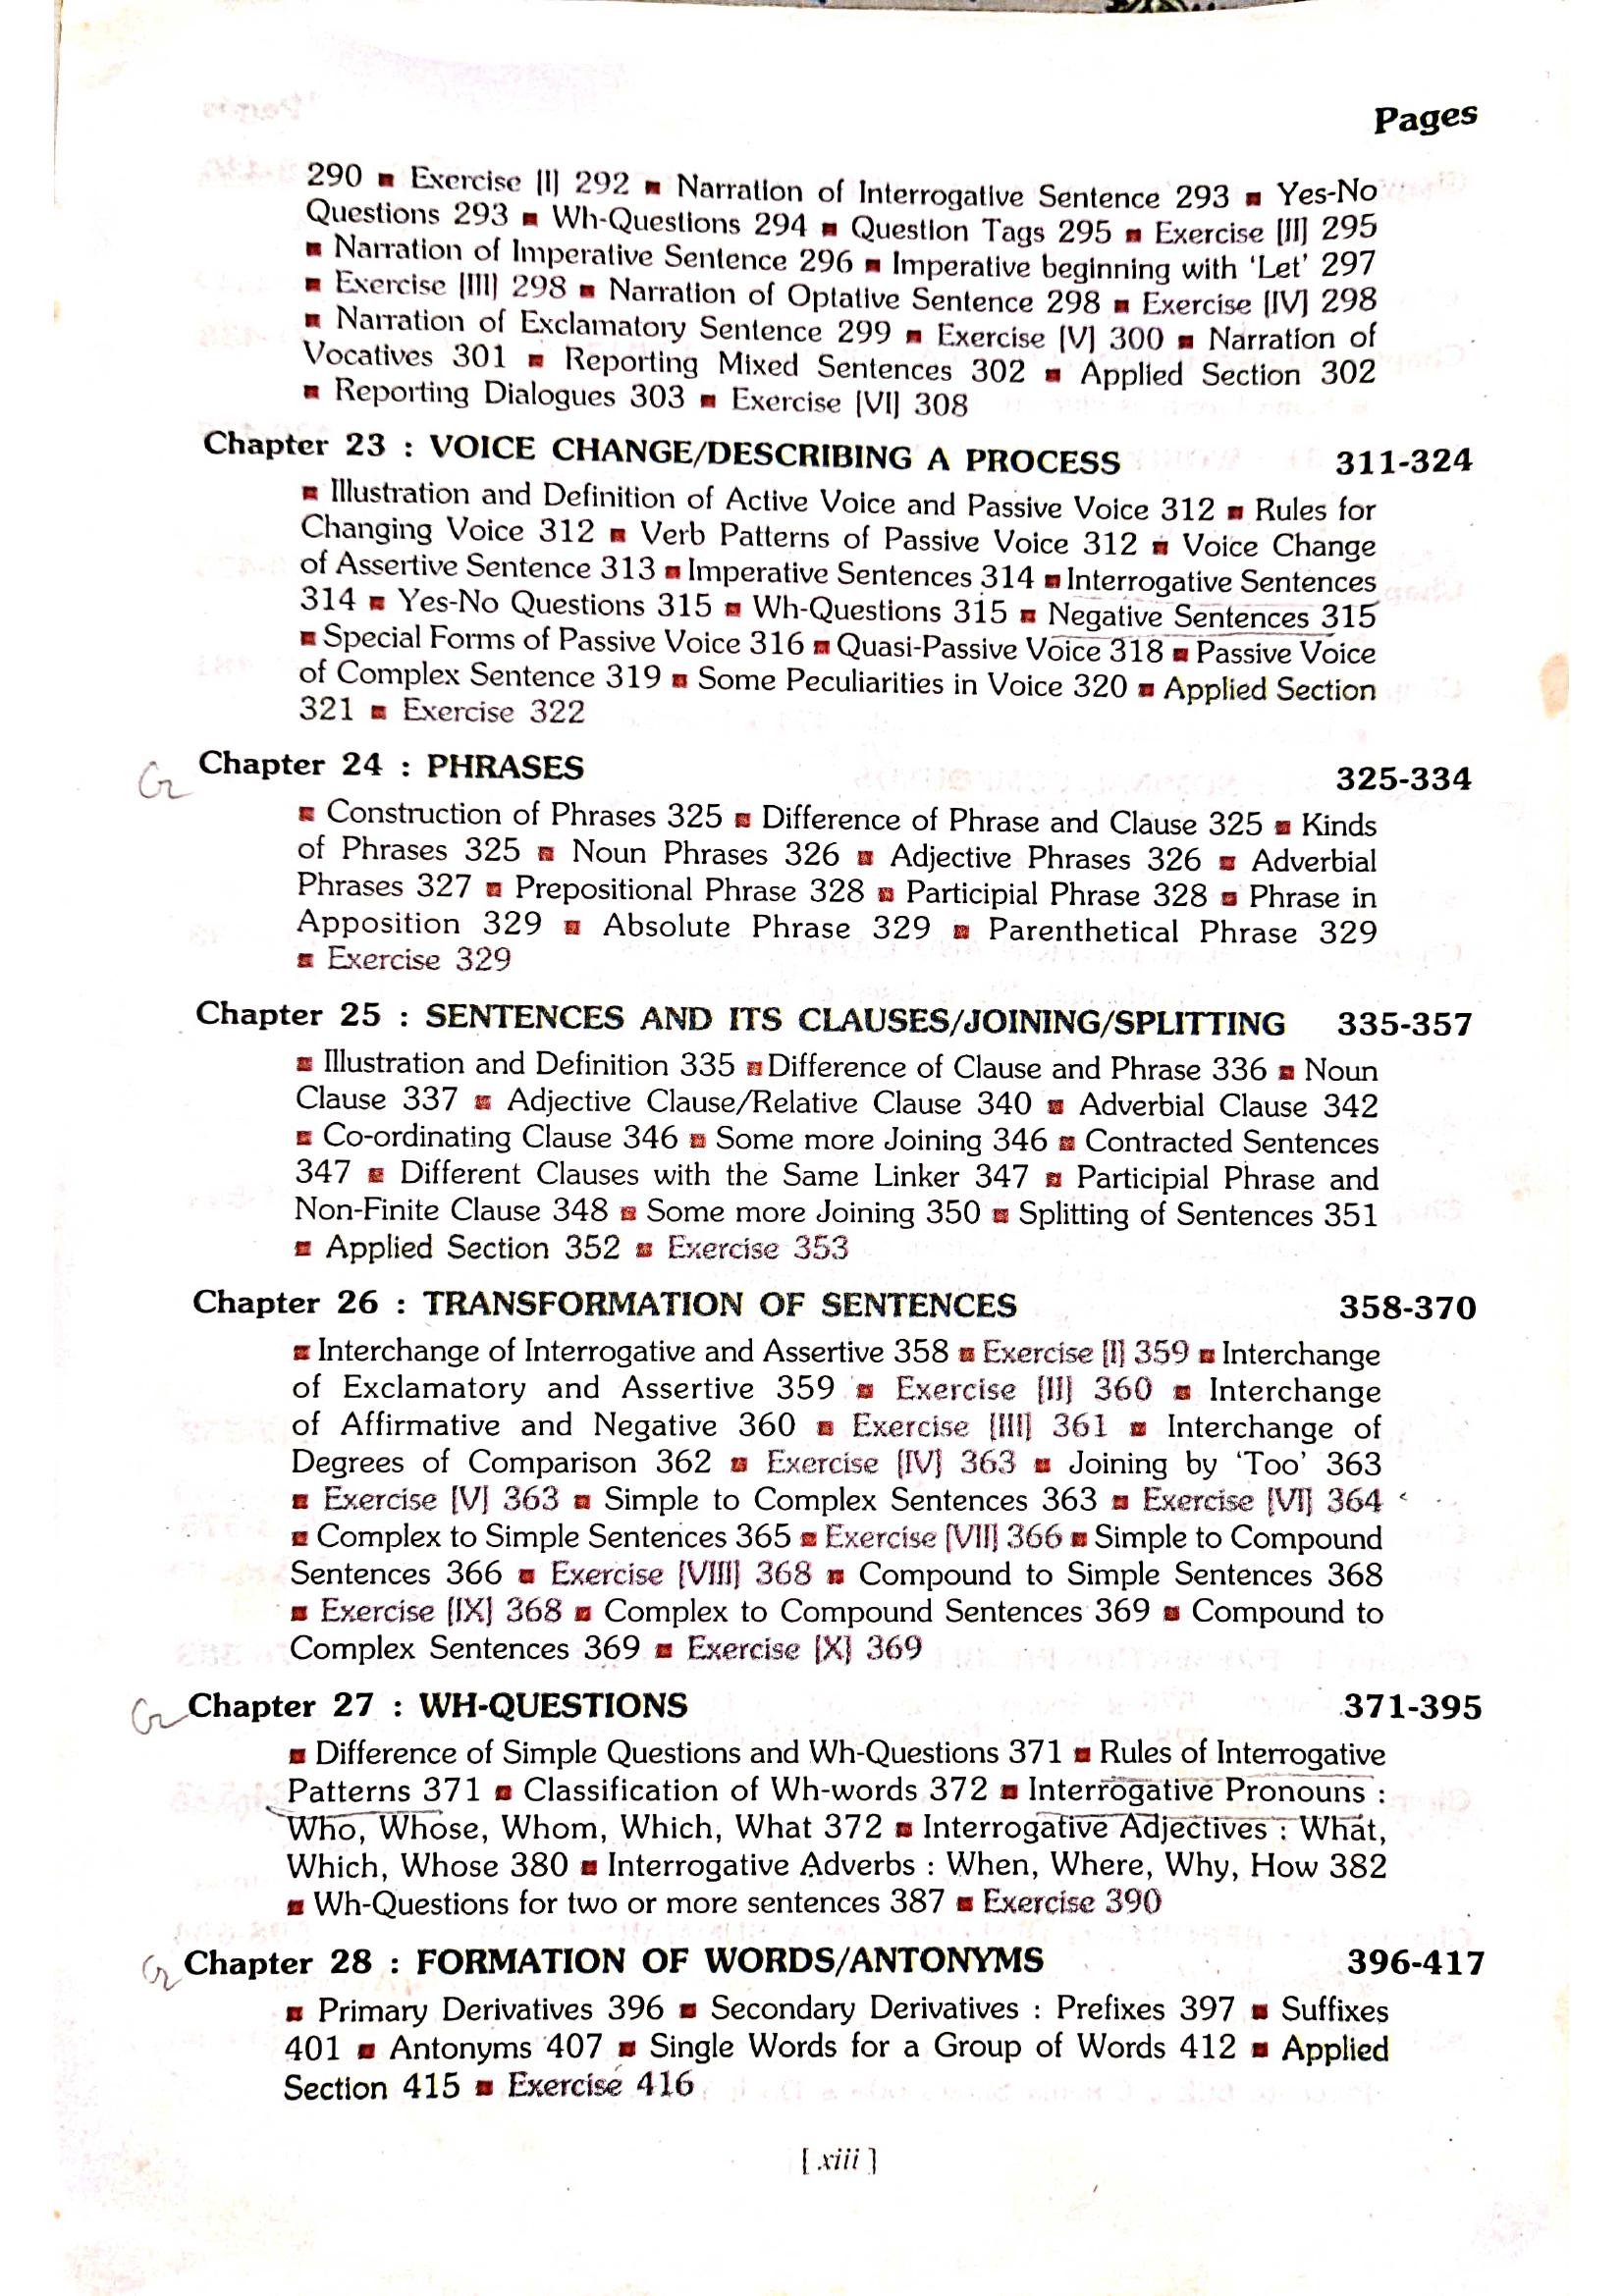 Pages
290 ■ Exercise [I] 292 ■ Narration of Interrogative Sentence 293 ■ Yes-No
Questions 293 ■ Wh-Questions 294 ■ Question Tags 295 ■ Exercise [II] 295
■ Narration of Imperative Sentence 296 ■ Imperative beginning with ‘Let’ 297
■ Exercise [III] 298 ■ Narration of Optative Sentence 298 ■ Exercise [IV] 298
■ Narration of Exclamatory Sentence 299 ■ Exercise [V] 300 ■ Narration of
Vocatives 301 ■ Reporting Mixed Sentences 302 ■ Applied Section 302
■ Reporting Dialogues 303 ■ Exercise [VI] 308
Chapter 23 : VOICE CHANGE/DESCRIBING A PROCESS 311-324
■ Illustration and Definition of Active Voice and Passive Voice 312 ■ Rules for
Changing Voice 312 ■ Verb Patterns of Passive Voice 312 ■ Voice Change
of Assertive Sentence 313 ■ Imperative Sentences 314 ■ Interrogative Sentences
314 ■ Yes-No Questions 315 ■ Wh-Questions 315 ■ Negative Sentences 315
■ Special Forms of Passive Voice 316 ■ Quasi-Passive Voice 318 ■ Passive Voice
of Complex Sentence 319 ■ Some Peculiarities in Voice 320 ■ Applied Section
321 ■ Exercise 322
Chapter 24 : PHRASES 325-334
■ Construction of Phrases 325 ■ Difference of Phrase and Clause 325 ■ Kinds
of Phrases 325 ■ Noun Phrases 326 ■ Adjective Phrases 326 ■ Adverbial
Phrases 327 ■ Prepositional Phrase 328 ■ Participial Phrase 328 ■ Phrase in
Apposition 329 ■ Absolute Phrase 329 ■ Parenthetical Phrase 329
■ Exercise 329
Chapter 25 : SENTENCES AND ITS CLAUSES/JOINING/SPLITTING 335-357
■ Illustration and Definition 335 ■ Difference of Clause and Phrase 336 ■ Noun
Clause 337 ■ Adjective Clause/Relative Clause 340 ■ Adverbial Clause 342
■ Co-ordinating Clause 346 ■ Some more Joining 346 ■ Contracted Sentences
347 ■ Different Clauses with the Same Linker 347 ■ Participial Phrase and
Non-Finite Clause 348 ■ Some more Joining 350 ■ Splitting of Sentences 351
■ Applied Section 352 ■ Exercise 353
Chapter 26 : TRANSFORMATION OF SENTENCES 358-370
■ Interchange of Interrogative and Assertive 358 ■ Exercise [I] 359 ■ Interchange
of Exclamatory and Assertive 359 ■ Exercise [II] 360 ■ Interchange
of Affirmative and Negative 360 ■ Exercise [III] 361 ■ Interchange of
Degrees of Comparison 362 ■ Exercise [IV] 363 ■ Joining by ‘Too’ 363
■ Exercise [V] 363 ■ Simple to Complex Sentences 363 ■ Exercise [VI] 364
■ Complex to Simple Sentences 365 ■ Exercise [VII] 366 ■ Simple to Compound
Sentences 366 ■ Exercise [VIII] 368 ■ Compound to Simple Sentences 368
■ Exercise [IX] 368 ■ Complex to Compound Sentences 369 ■ Compound to
Complex Sentences 369 ■ Exercise [X] 369
Chapter 27 : WH-QUESTIONS 371-395
■ Difference of Simple Questions and Wh-Questions 371 ■ Rules of Interrogative
Patterns 371 ■ Classification of Wh-words 372 ■ Interrogative Pronouns :
Who, Whose, Whom, Which, What 372 ■ Interrogative Adjectives : What,
Which, Whose 380 ■ Interrogative Adverbs : When, Where, Why, How 382
■ Wh-Questions for two or more sentences 387 ■ Exercise 390
Chapter 28 : FORMATION OF WORDS/ANTONYMS 396-417
■ Primary Derivatives 396 ■ Secondary Derivatives : Prefixes 397 ■ Suffixes
401 ■ Antonyms 407 ■ Single Words for a Group of Words 412 ■ Applied
Section 415 ■ Exercise 416
[ xiii ]